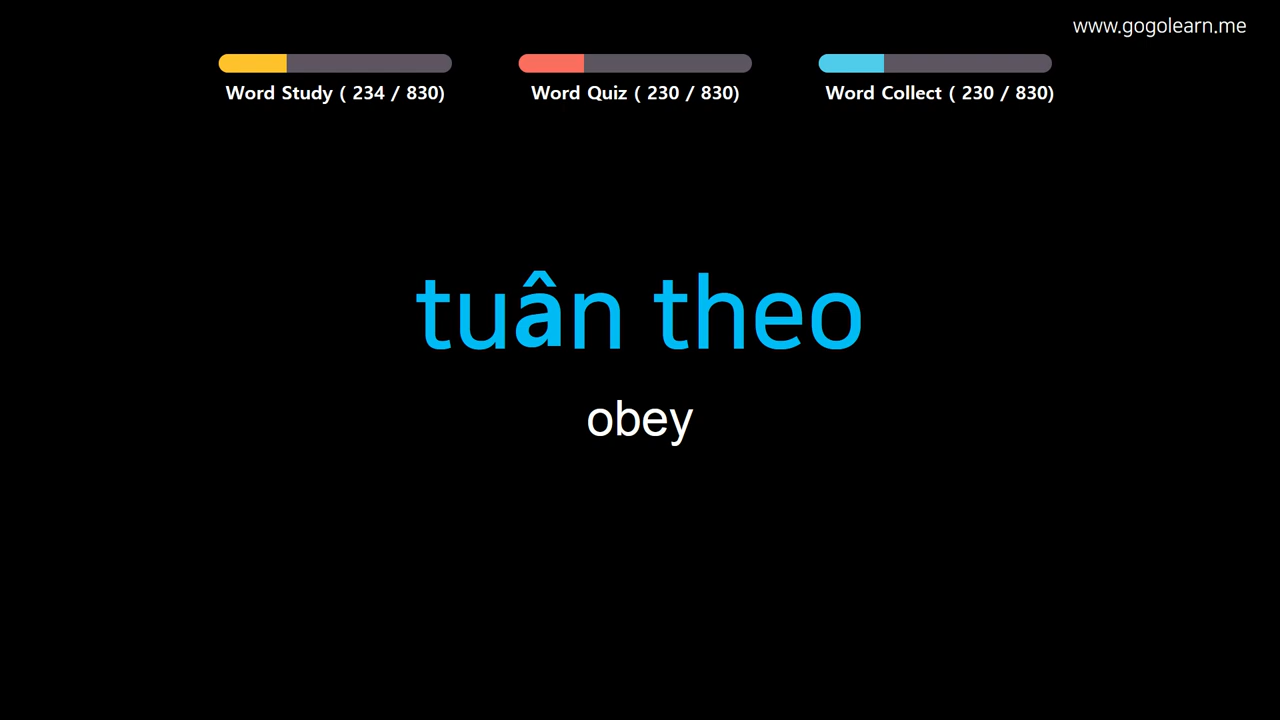 www.gogolearn.me
Word Study ( 234 / 830)
Word Quiz ( 230 / 830)
Word Collect ( 230 / 830)
tuân theo
obey